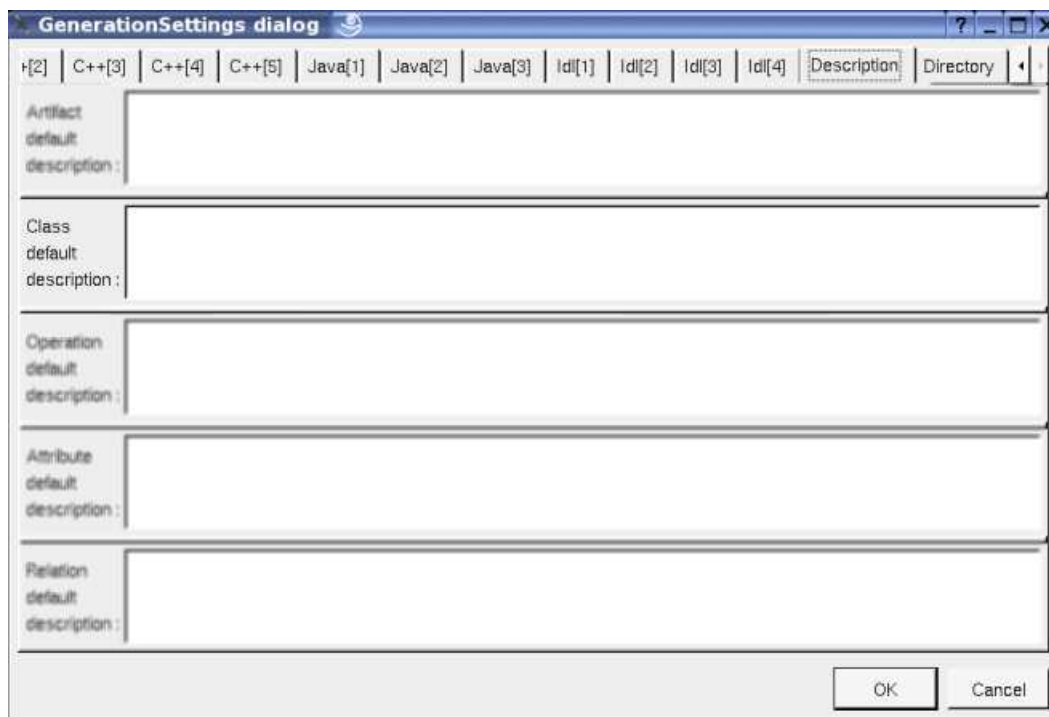 GenerationSettings dialog
+[2] C++[3] C++[4] C++[5] Java[1] Java[2] Java[3] Idl[1] Idl[2] Idl[3] Idl[4] Description Directory
Artifact
default
description :
Class
default
description :
Operation
default
description :
Attribute
default
description :
Relation
default
description :
OK Cancel